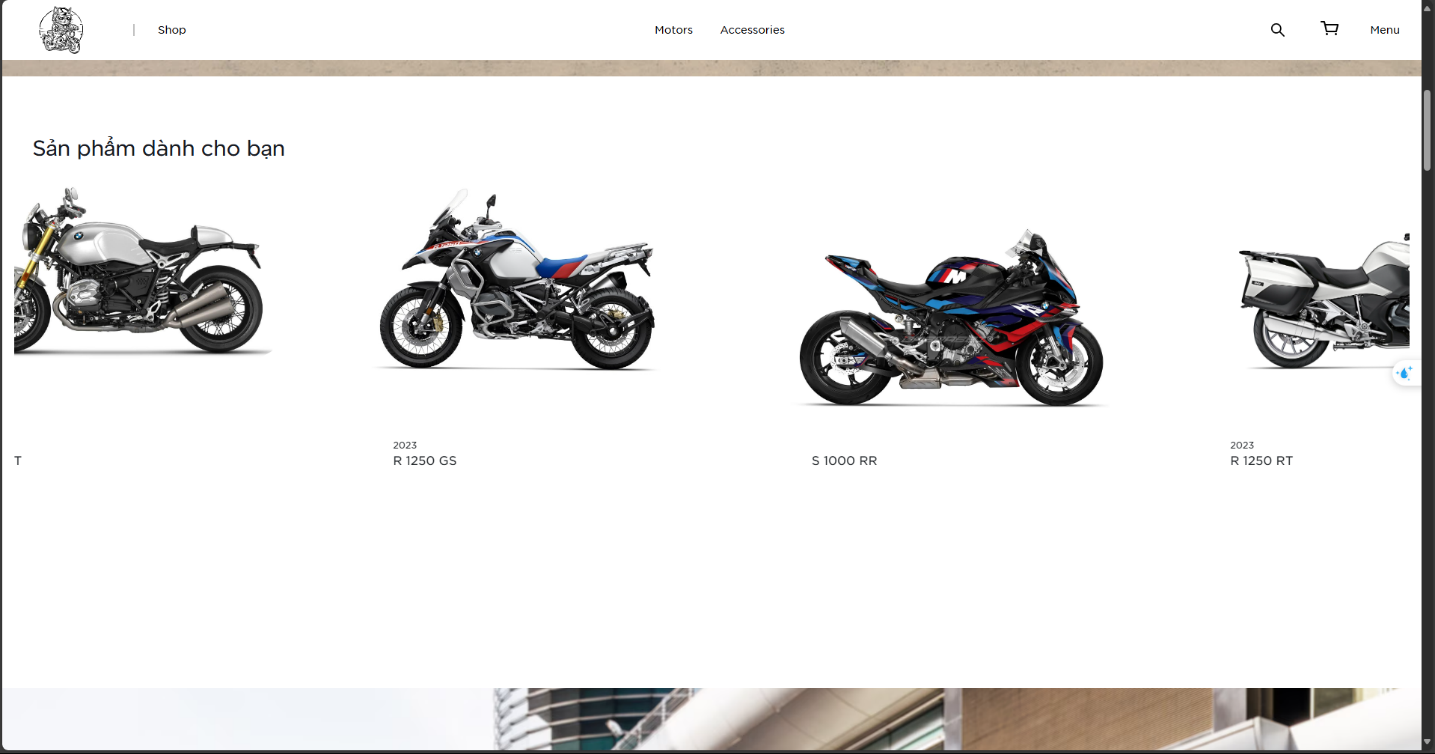 Shop
Motors
Accessories
Menu
Sản phẩm dành cho bạn
T
2023
R 1250 GS
S 1000 RR
2023
R 1250 RT